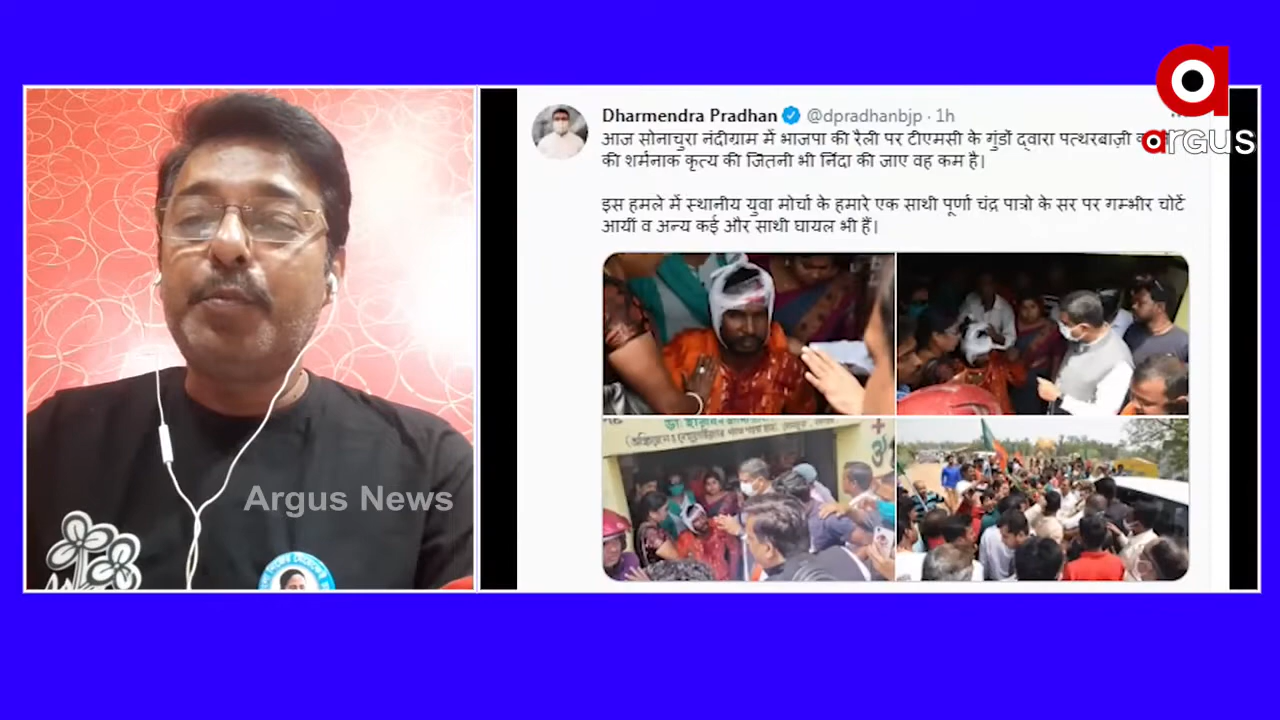 Dharmendra Pradhan @dpradhanbjp · 1h
आज सोनाचुरा नंदीग्राम में भाजपा की रैली पर टीएमसी के गुंडों द्वारा पत्थरबाज़ी
की शर्मनाक कृत्य की जितनी भी निंदा की जाए वह कम है।
इस हमले में स्थानीय युवा मोर्चा के हमारे एक साथी पूर्णा चंद्र पात्रो के सर पर गम्भीर चोटें
आयीं व अन्य कई और साथी घायल भी हैं।
argus
Argus News